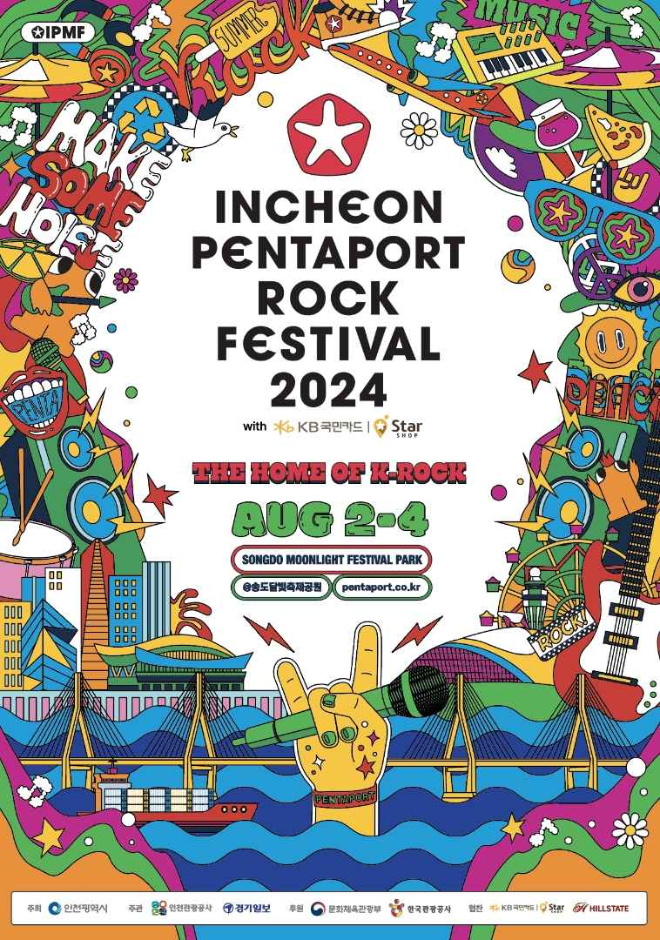 IPMF
SUMMER
Rock
MUSIC
MAKE
SOME
NOISE
INCHEON
PENTAPORT
ROCK
FESTIVAL
2024
with KB국민카드 | Star
SHOP
PENTA
PEACE
THE HOME OF K-ROCK
AUG 2-4
SONGDO MOONLIGHT FESTIVAL PARK
@송도달빛축제공원 pentaport.co.kr
ROCK!
PENTAPORT
주최 인천광역시 주관 인천관광공사 경기일보 후원 문화체육관광부 한국관광공사 협찬 KB국민카드 | Star SHOP HILLSTATE